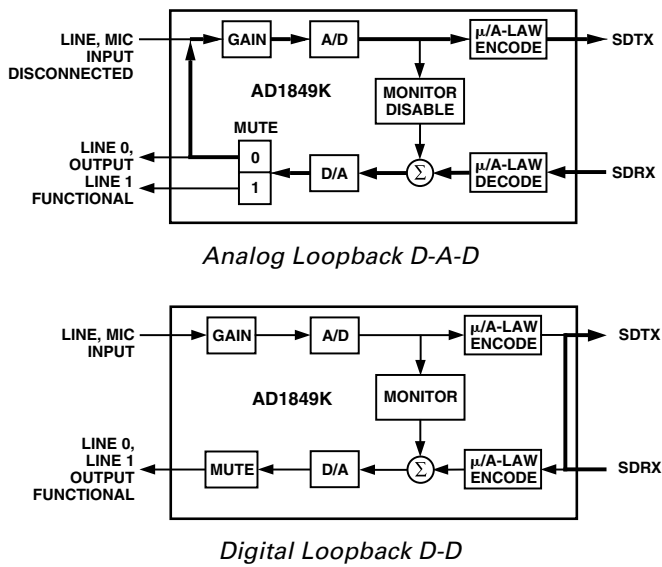 LINE, MIC
INPUT
DISCONNECTED
GAIN
A/D
μ/A-LAW
ENCODE
SDTX
AD1849K
MONITOR
DISABLE
MUTE
LINE 0,
OUTPUT
LINE 1
FUNCTIONAL
0
1
D/A
Σ
μ/A-LAW
DECODE
SDRX
Analog Loopback D-A-D
LINE, MIC
INPUT
GAIN
A/D
μ/A-LAW
ENCODE
SDTX
AD1849K
MONITOR
LINE 0,
LINE 1
OUTPUT
FUNCTIONAL
MUTE
D/A
Σ
μ/A-LAW
ENCODE
SDRX
Digital Loopback D-D